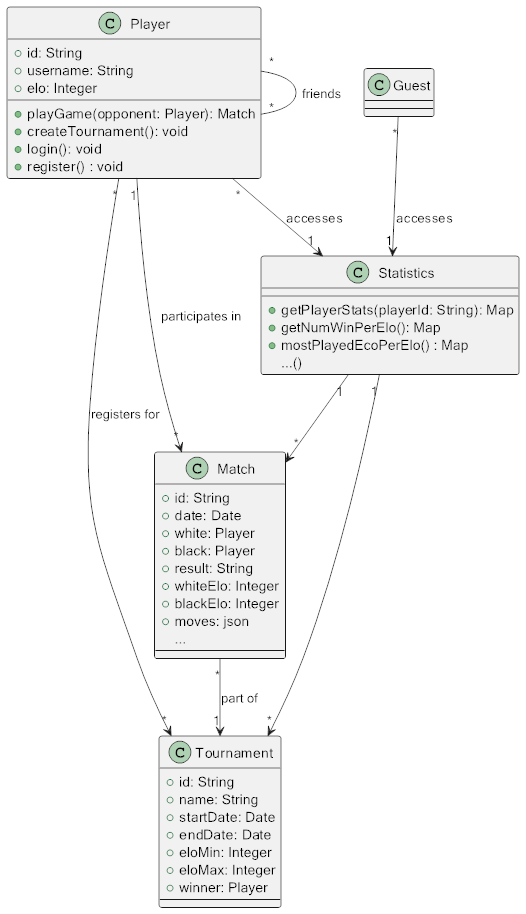 C Player
id: String
username: String
elo: Integer
playGame(opponent: Player): Match
createTournament(): void
login(): void
register() : void
*
*
friends
C Guest
*
1
*
*
accesses
1
*
accesses
1
C Statistics
getPlayerStats(playerId: String): Map
getNumWinPerElo(): Map
mostPlayedEcoPerElo() : Map
...()
participates in
*
1
1
*
registers for
C Match
id: String
date: Date
white: Player
black: Player
result: String
whiteElo: Integer
blackElo: Integer
moves: json
...
*
part of
1
*
*
C Tournament
id: String
name: String
startDate: Date
endDate: Date
eloMin: Integer
eloMax: Integer
winner: Player